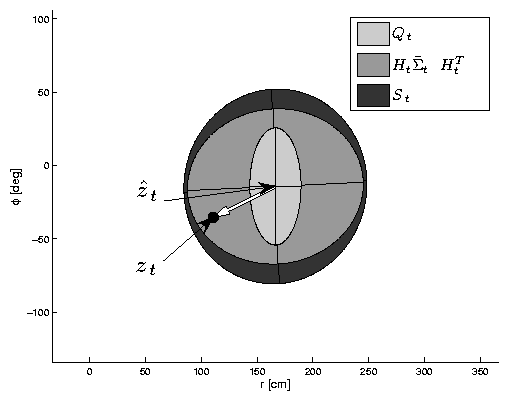 100
50
0
−50
−100
ϕ [deg]
0 50 100 150 200 250 300 350
r [cm]
Q_t
H_t Σ̄_t H_t^T
S_t
ẑ_t
z_t